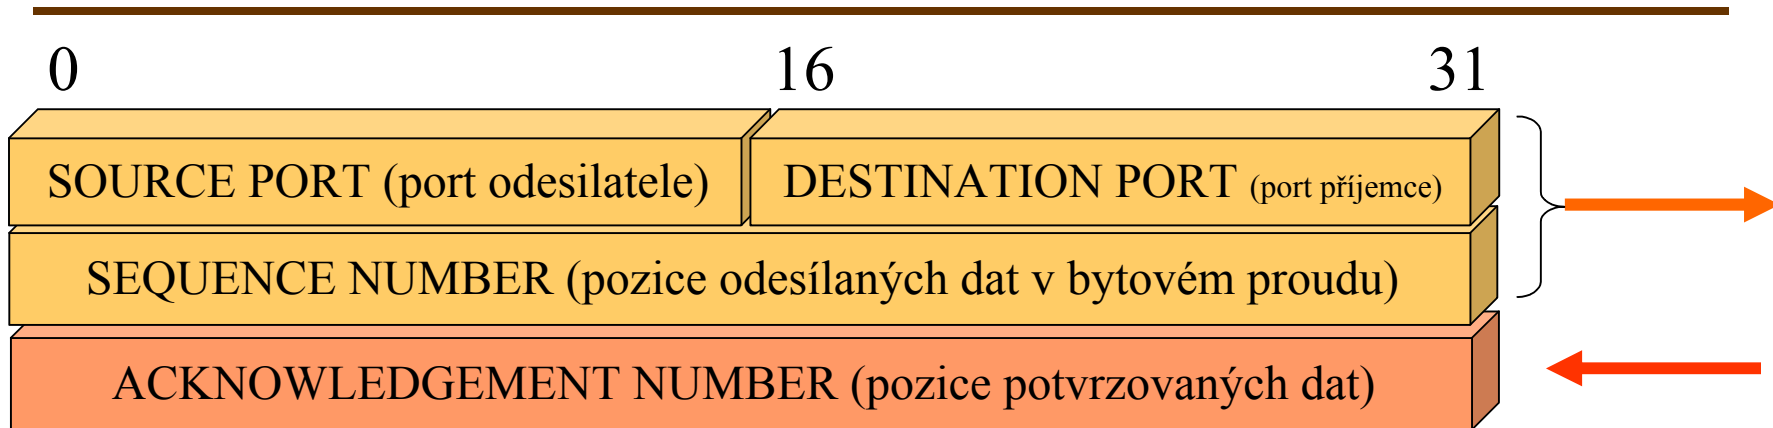 0 16 31
SOURCE PORT (port odesilatele) DESTINATION PORT (port příjemce)
SEQUENCE NUMBER (pozice odesílaných dat v bytovém proudu)
ACKNOWLEDGEMENT NUMBER (pozice potvrzovaných dat)